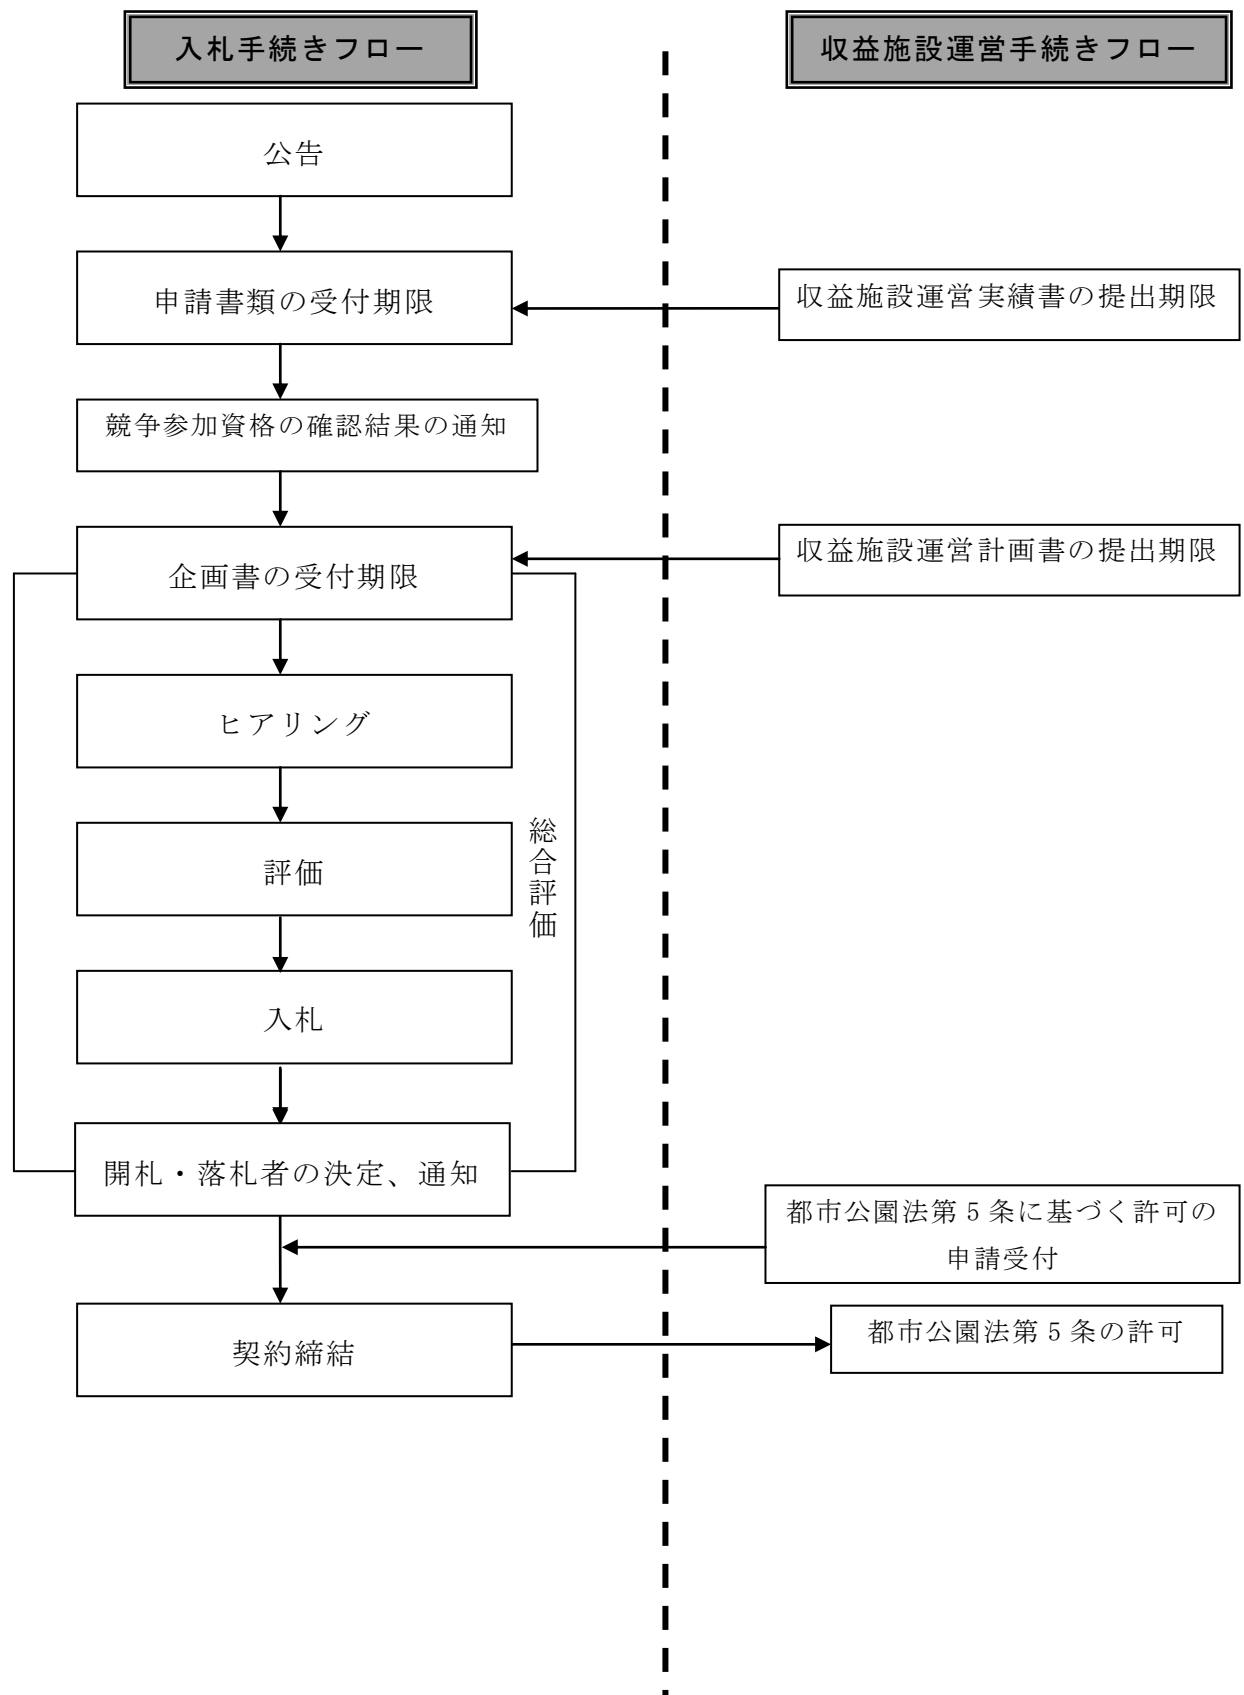 入札手続きフロー
収益施設運営手続きフロー
公告
申請書類の受付期限
収益施設運営実績書の提出期限
競争参加資格の確認結果の通知
企画書の受付期限
収益施設運営計画書の提出期限
ヒアリング
評価
総合評価
入札
開札・落札者の決定、通知
都市公園法第5条に基づく許可の
申請受付
契約締結
都市公園法第5条の許可